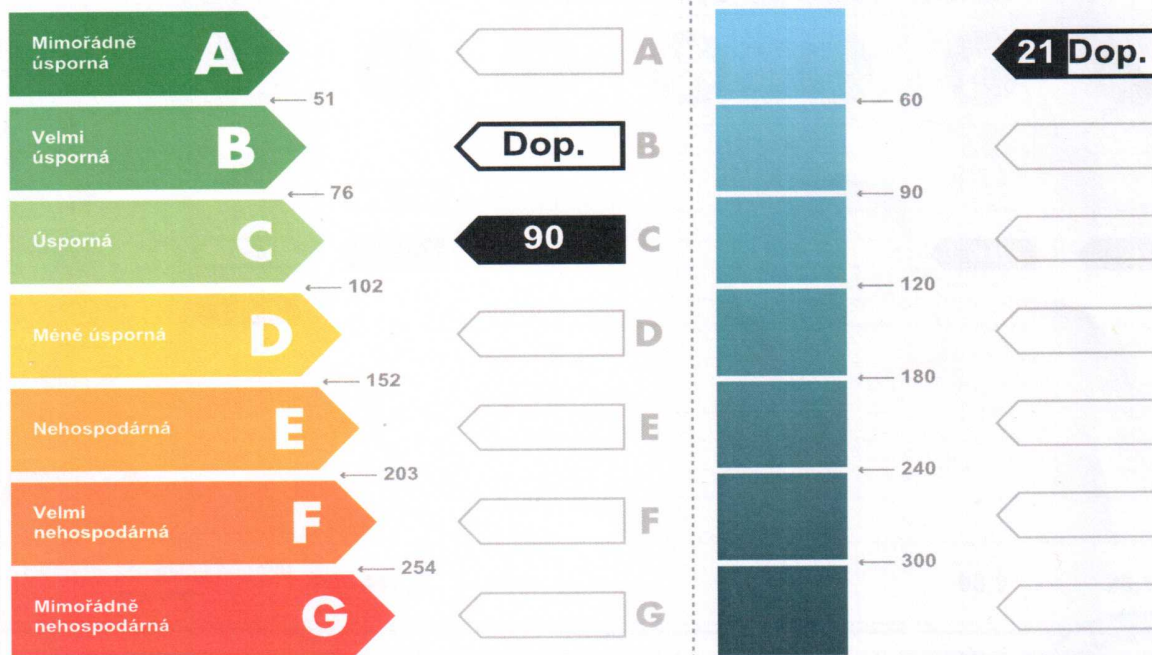 Mimořádně
úsporná
A
A
21 Dop.
51
60
Velmi
úsporná
B
Dop.
B
76
90
Úsporná
C
90
C
102
120
Méně úsporná
D
D
152
180
Nehospodárná
E
E
203
240
Velmi
nehospodárná
F
F
254
300
Mimořádně
nehospodárná
G
G